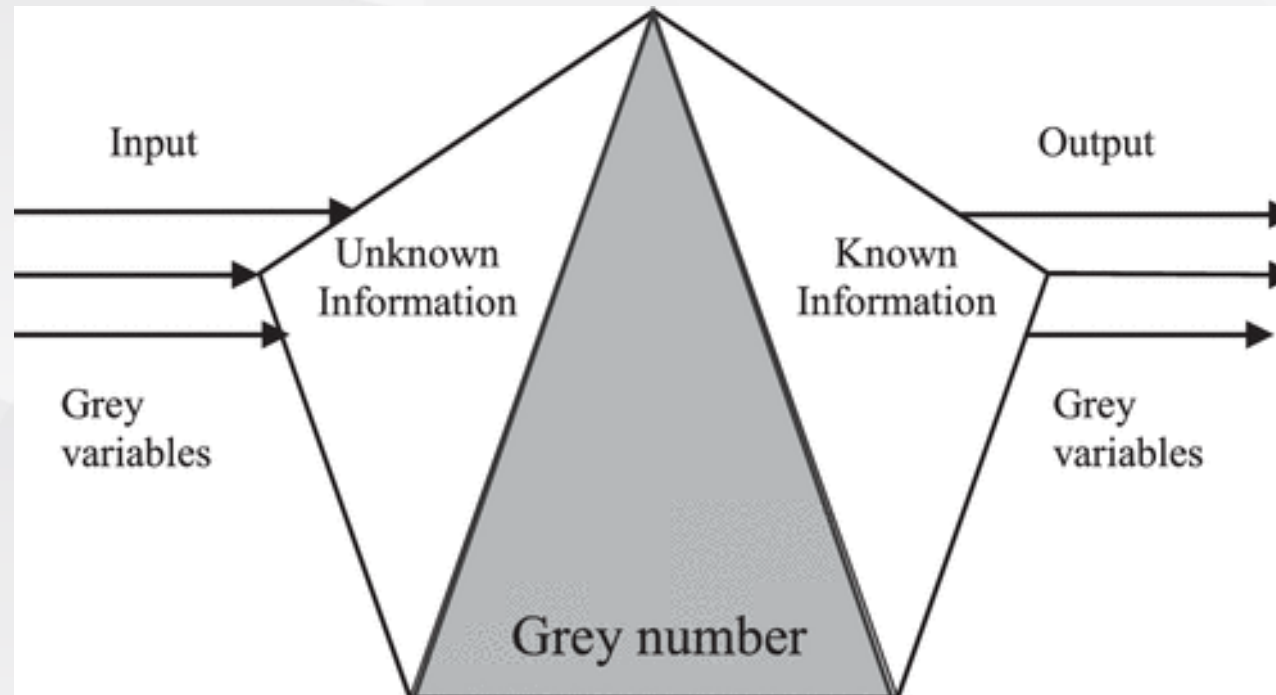 Input
Output
Unknown
Information
Known
Information
Grey
variables
Grey
variables
Grey number